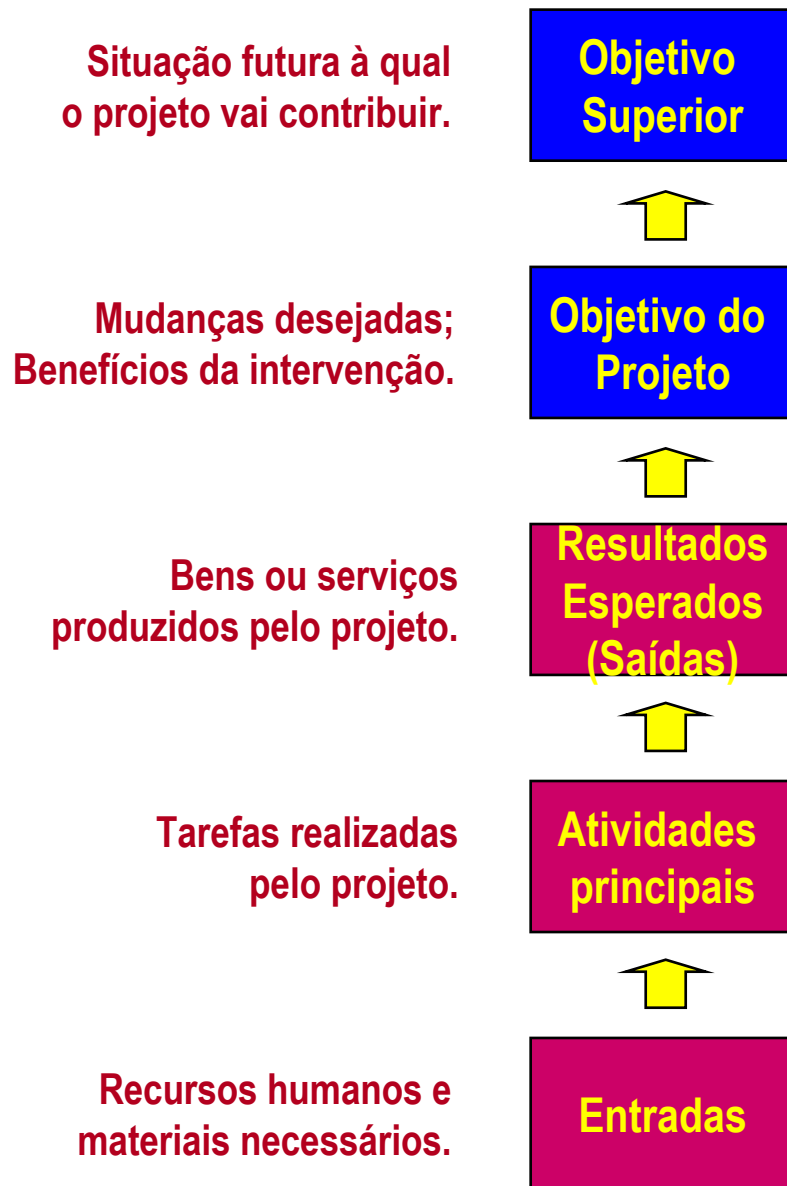 Situação futura à qual
o projeto vai contribuir.
Objetivo
Superior
Mudanças desejadas;
Benefícios da intervenção.
Objetivo do
Projeto
Bens ou serviços
produzidos pelo projeto.
Resultados
Esperados
(Saídas)
Tarefas realizadas
pelo projeto.
Atividades
principais
Recursos humanos e
materiais necessários.
Entradas